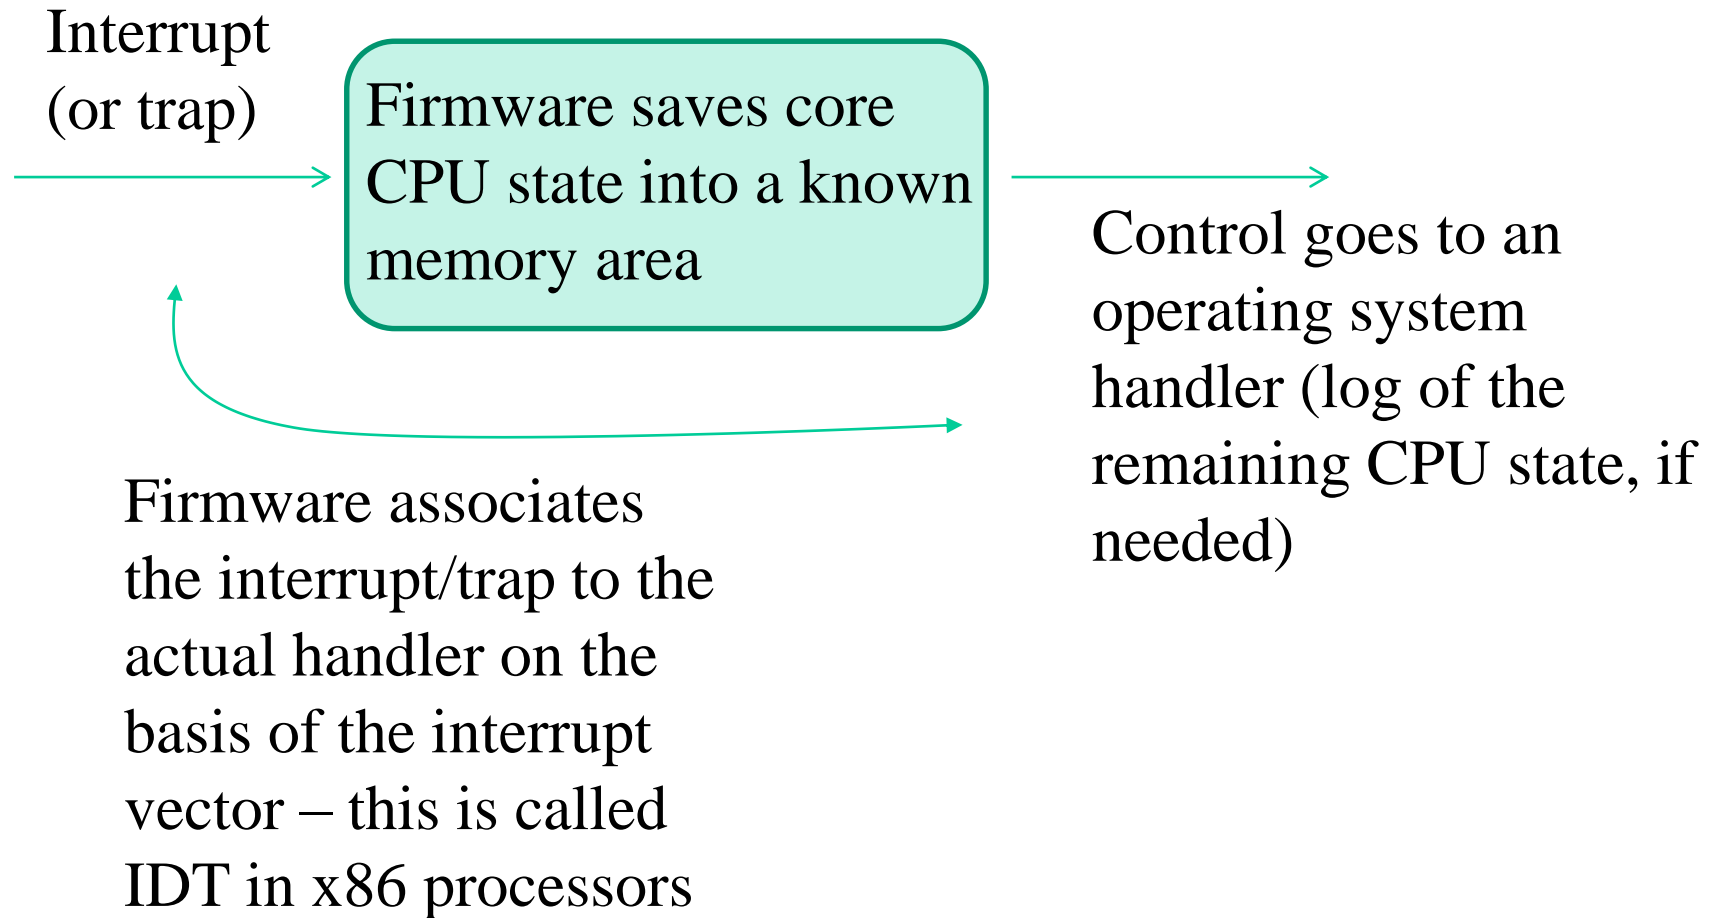 Interrupt
(or trap)
Firmware saves core
CPU state into a known
memory area
Control goes to an
operating system
handler (log of the
remaining CPU state, if
needed)
Firmware associates
the interrupt/trap to the
actual handler on the
basis of the interrupt
vector – this is called
IDT in x86 processors